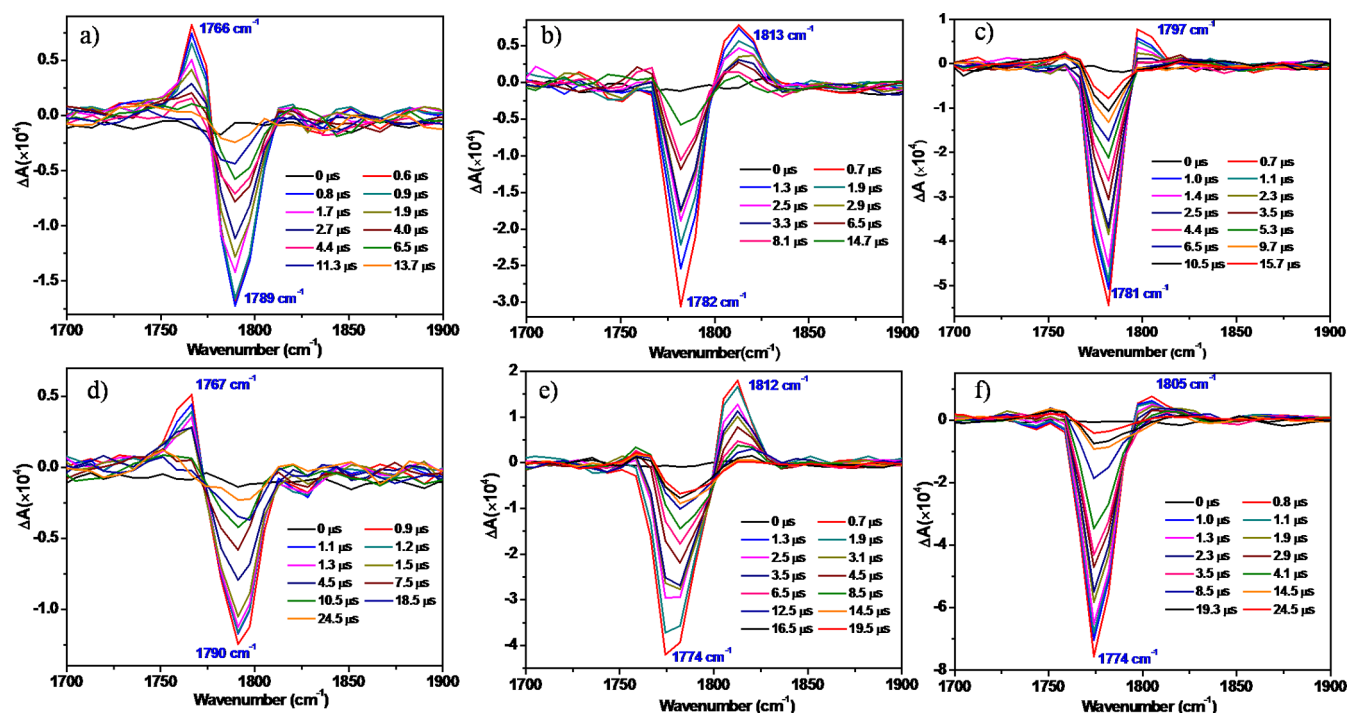 a)
1766 cm⁻¹
0.5
0.0
-0.5
-1.0
-1.5
ΔA(×10⁴)
0 μs 0.6 μs
0.8 μs 0.9 μs
1.7 μs 1.9 μs
2.7 μs 4.0 μs
4.4 μs 6.5 μs
11.3 μs 13.7 μs
1789 cm⁻¹
1700 1750 1800 1850 1900
Wavenumber (cm⁻¹)
b)
1813 cm⁻¹
0.5
0.0
-0.5
-1.0
-1.5
-2.0
-2.5
-3.0
ΔA(×10⁴)
0 μs 0.7 μs
1.3 μs 1.9 μs
2.5 μs 2.9 μs
3.3 μs 6.5 μs
8.1 μs 14.7 μs
1782 cm⁻¹
1700 1750 1800 1850 1900
Wavenumber(cm⁻¹)
c)
1797 cm⁻¹
1
0
-1
-2
-3
-4
-5
ΔA (×10⁴)
0 μs 0.7 μs
1.0 μs 1.1 μs
1.4 μs 2.3 μs
2.5 μs 3.5 μs
4.4 μs 5.3 μs
6.5 μs 9.7 μs
10.5 μs 15.7 μs
1781 cm⁻¹
1700 1750 1800 1850 1900
Wavenumber (cm⁻¹)
d)
1767 cm⁻¹
0.5
0.0
-0.5
-1.0
ΔA(×10⁴)
0 μs 0.9 μs
1.1 μs 1.2 μs
1.3 μs 1.5 μs
4.5 μs 7.5 μs
10.5 μs 18.5 μs
24.5 μs
1790 cm⁻¹
1700 1750 1800 1850 1900
Wavenumber (cm⁻¹)
e)
1812 cm⁻¹
2
1
0
-1
-2
-3
-4
ΔA(×10⁴)
0 μs 0.7 μs
1.3 μs 1.9 μs
2.5 μs 3.1 μs
3.5 μs 4.5 μs
6.5 μs 8.5 μs
12.5 μs 14.5 μs
16.5 μs 19.5 μs
1774 cm⁻¹
1700 1750 1800 1850 1900
Wavenumber (cm⁻¹)
f)
1805 cm⁻¹
0
-2
-4
-6
-8
ΔA(×10⁻⁴)
0 μs 0.8 μs
1.0 μs 1.1 μs
1.3 μs 1.9 μs
2.3 μs 2.9 μs
3.5 μs 4.1 μs
8.5 μs 14.5 μs
19.3 μs 24.5 μs
1774 cm⁻¹
1700 1750 1800 1850 1900
Wavenumber (cm⁻¹)